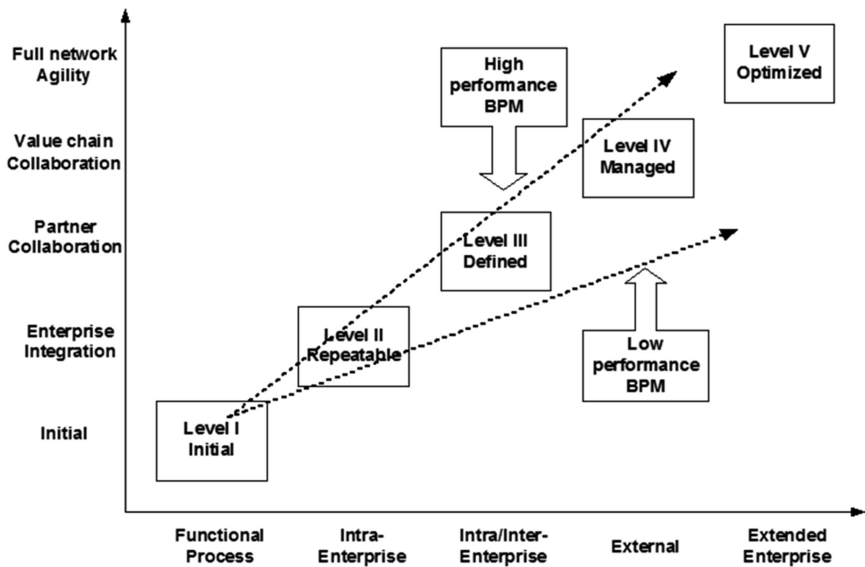 Full network
Agility
Value chain
Collaboration
Partner
Collaboration
Enterprise
Integration
Initial
High
performance
BPM
Level V
Optimized
Level IV
Managed
Level III
Defined
Level II
Repeatable
Low
performance
BPM
Level I
Initial
Functional
Process
Intra-
Enterprise
Intra/Inter-
Enterprise
External
Extended
Enterprise